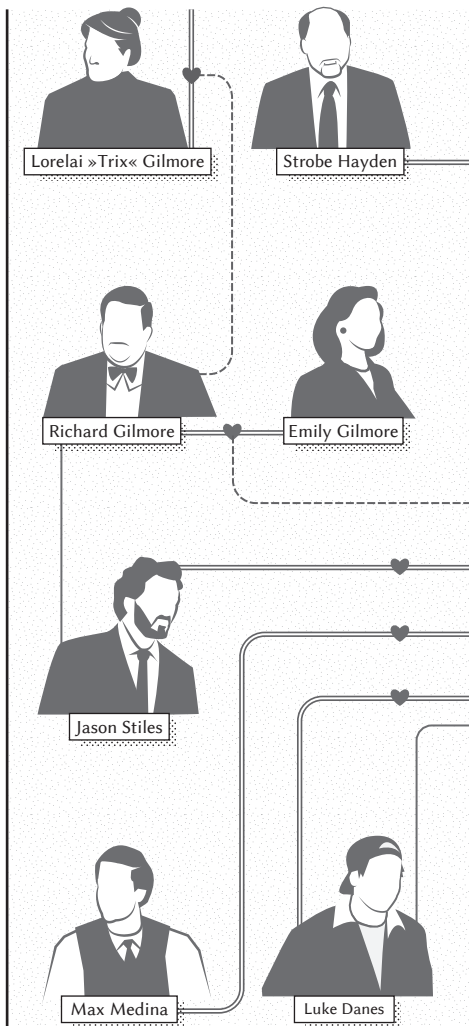 Lorelai »Trix« Gilmore
Strobe Hayden
Richard Gilmore
Emily Gilmore
Jason Stiles
Max Medina
Luke Danes